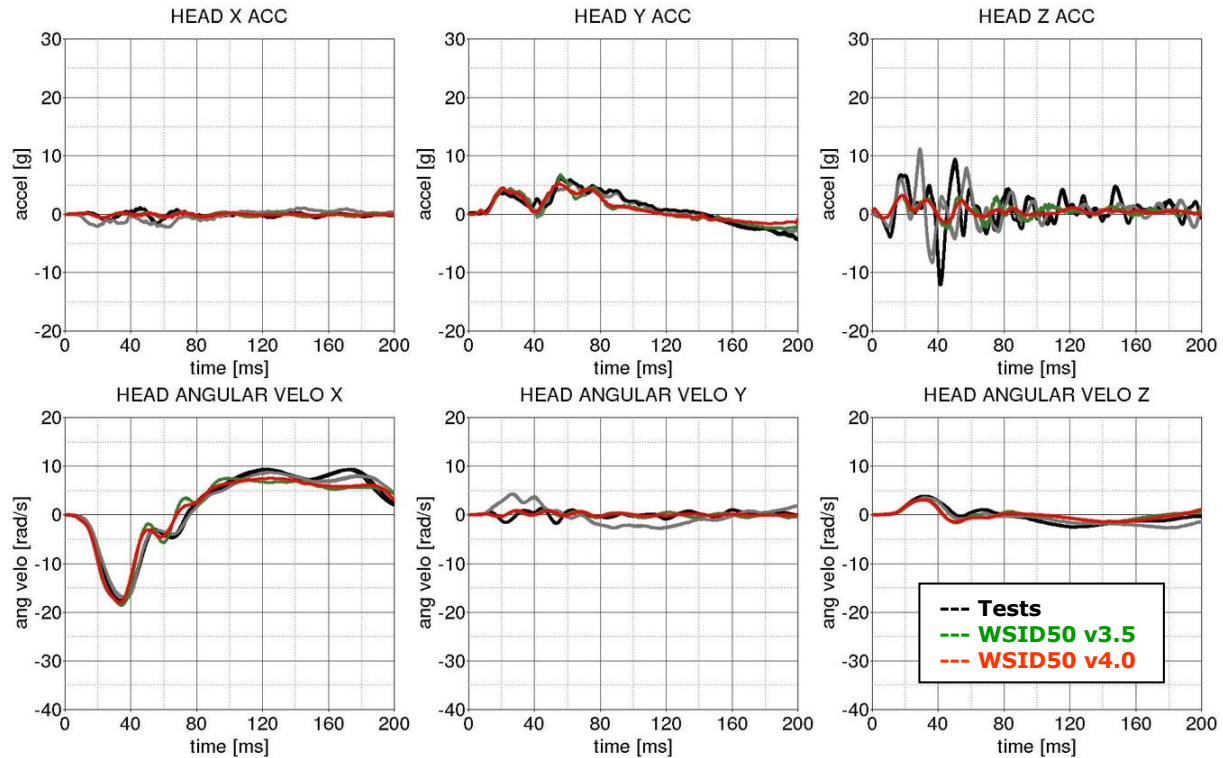 HEAD X ACC
HEAD Y ACC
HEAD Z ACC
30
20
10
0
-10
-20
accel [g]
0 40 80 120 160 200
time [ms]
30
20
10
0
-10
-20
accel [g]
0 40 80 120 160 200
time [ms]
30
20
10
0
-10
-20
accel [g]
0 40 80 120 160 200
time [ms]
HEAD ANGULAR VELO X
HEAD ANGULAR VELO Y
HEAD ANGULAR VELO Z
20
10
0
-10
-20
-30
-40
ang velo [rad/s]
0 40 80 120 160 200
time [ms]
20
10
0
-10
-20
-30
-40
ang velo [rad/s]
0 40 80 120 160 200
time [ms]
20
10
0
-10
-20
-30
-40
ang velo [rad/s]
0 40 80 120 160 200
time [ms]
--- Tests
--- WSID50 v3.5
--- WSID50 v4.0